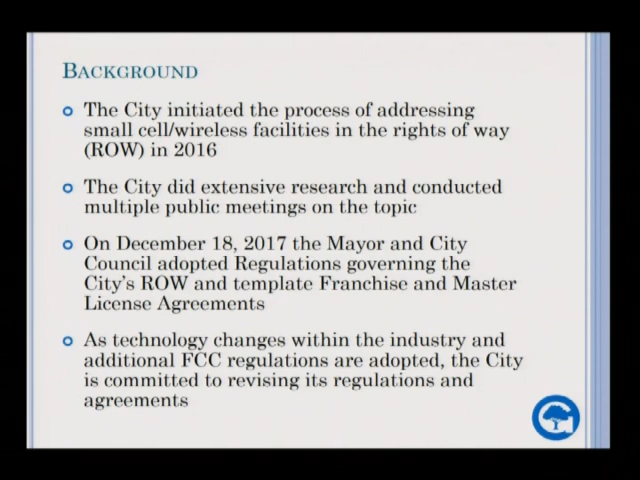 BACKGROUND
The City initiated the process of addressing
small cell/wireless facilities in the rights of way
(ROW) in 2016
The City did extensive research and conducted
multiple public meetings on the topic
On December 18, 2017 the Mayor and City
Council adopted Regulations governing the
City's ROW and template Franchise and Master
License Agreements
As technology changes within the industry and
additional FCC regulations are adopted, the City
is committed to revising its regulations and
agreements